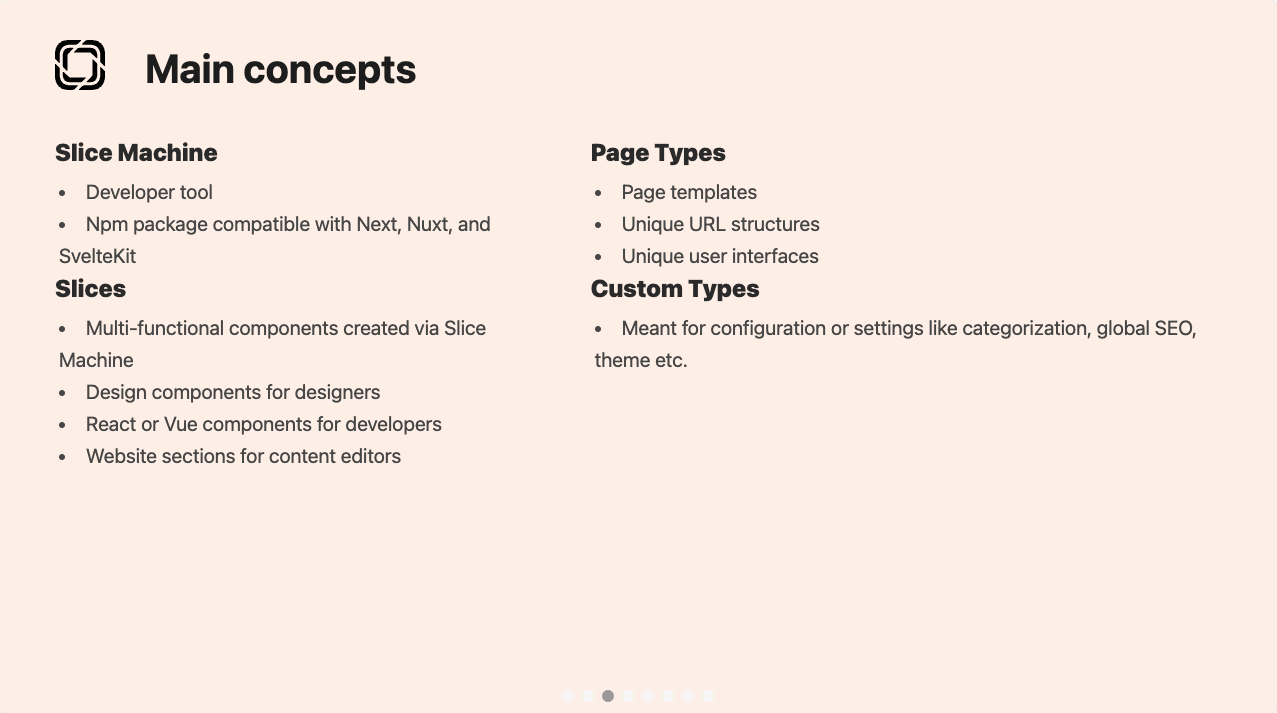 Main concepts
Slice Machine
• Developer tool
• Npm package compatible with Next, Nuxt, and
SvelteKit
Slices
• Multi-functional components created via Slice
Machine
• Design components for designers
• React or Vue components for developers
• Website sections for content editors
Page Types
• Page templates
• Unique URL structures
• Unique user interfaces
Custom Types
• Meant for configuration or settings like categorization, global SEO,
theme etc.